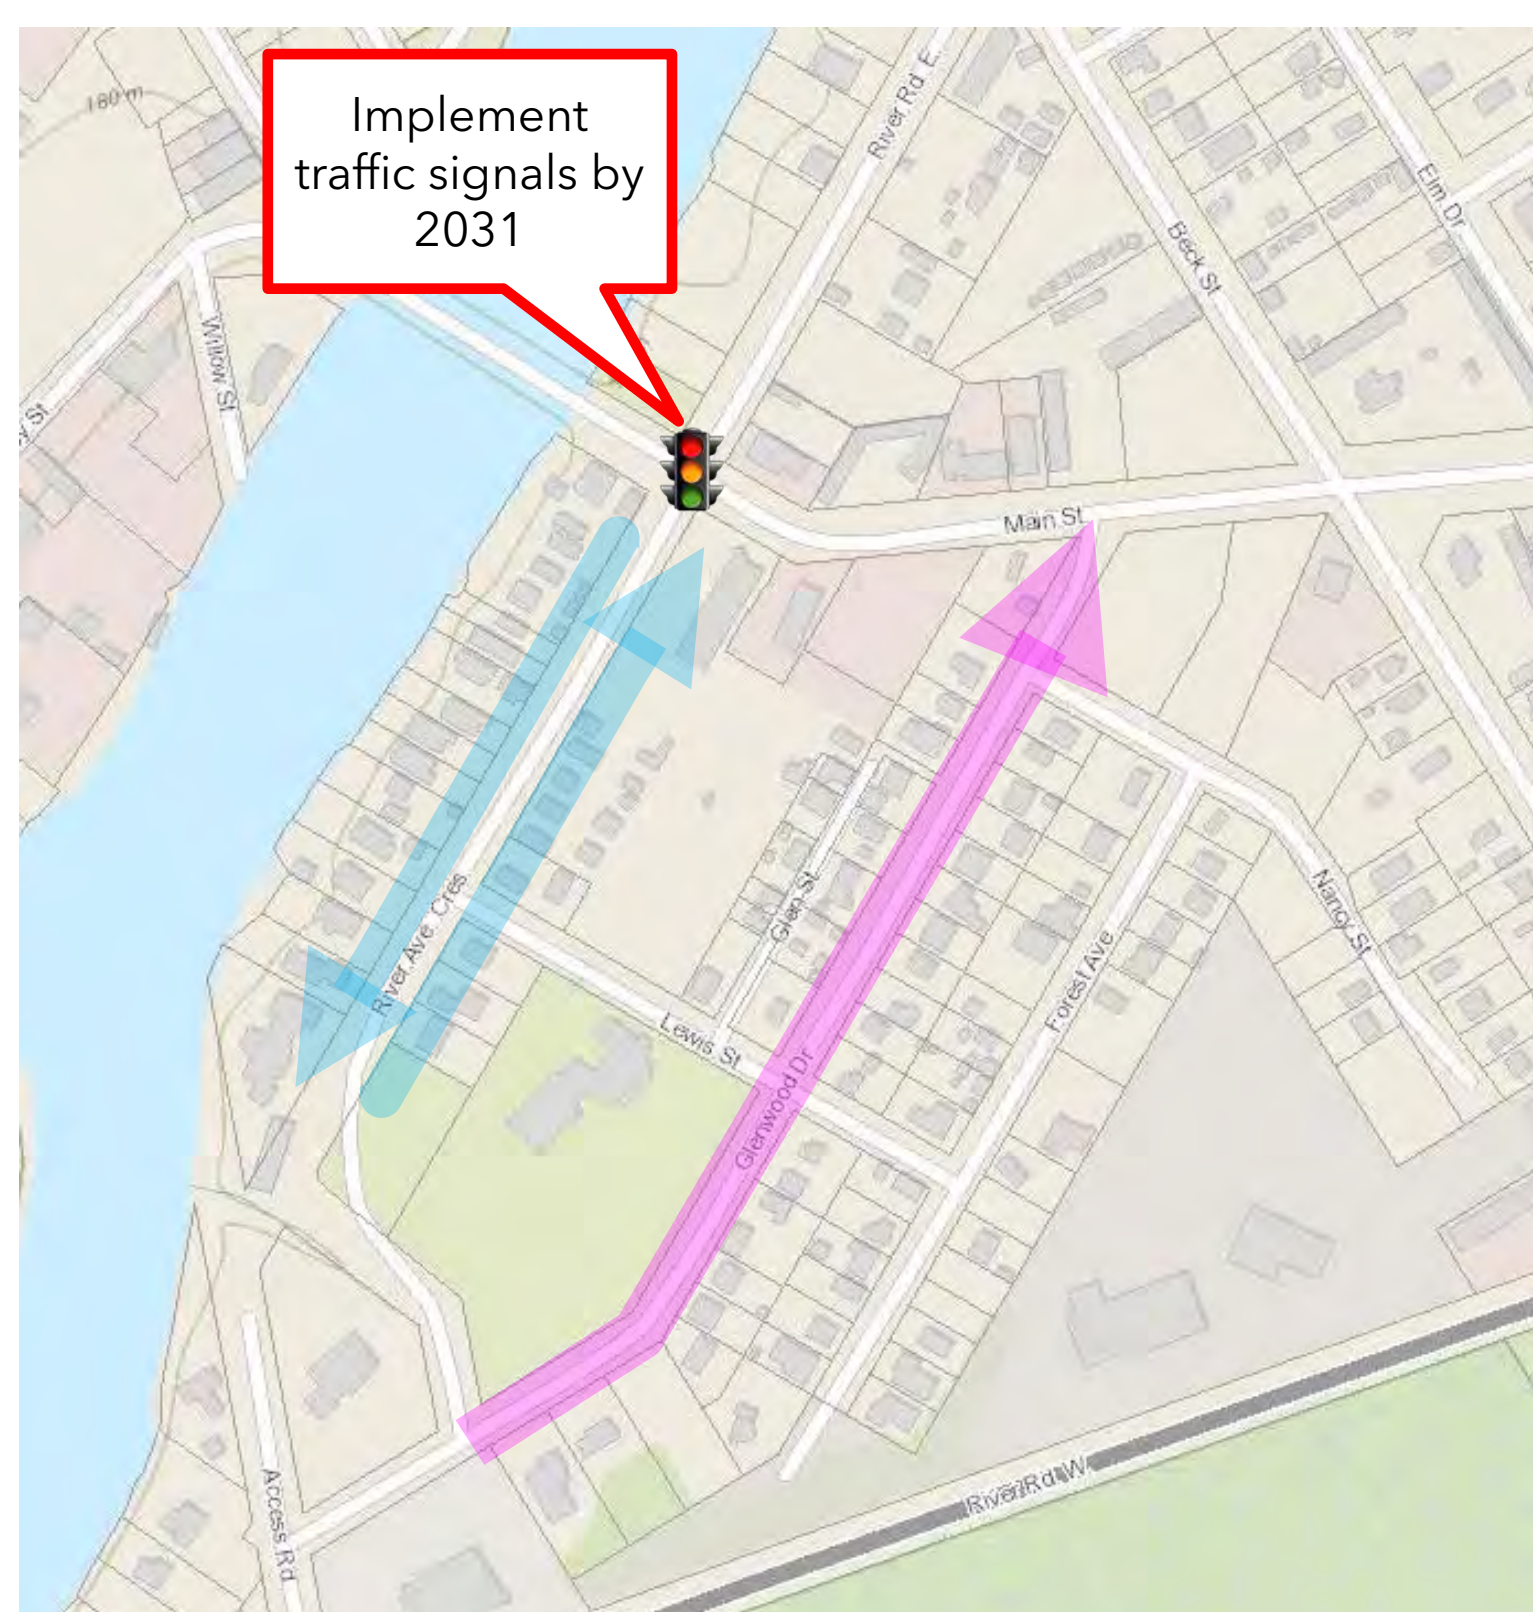 180 m
Implement
traffic signals by
2031
River Rd E
Elm Dr
Beck St
Willow St
y St
Main St
River Ave Cres
Glen St
Nancy St
Forest Ave
Lewis St
Glenwood Dr
Access Rd
River Rd W